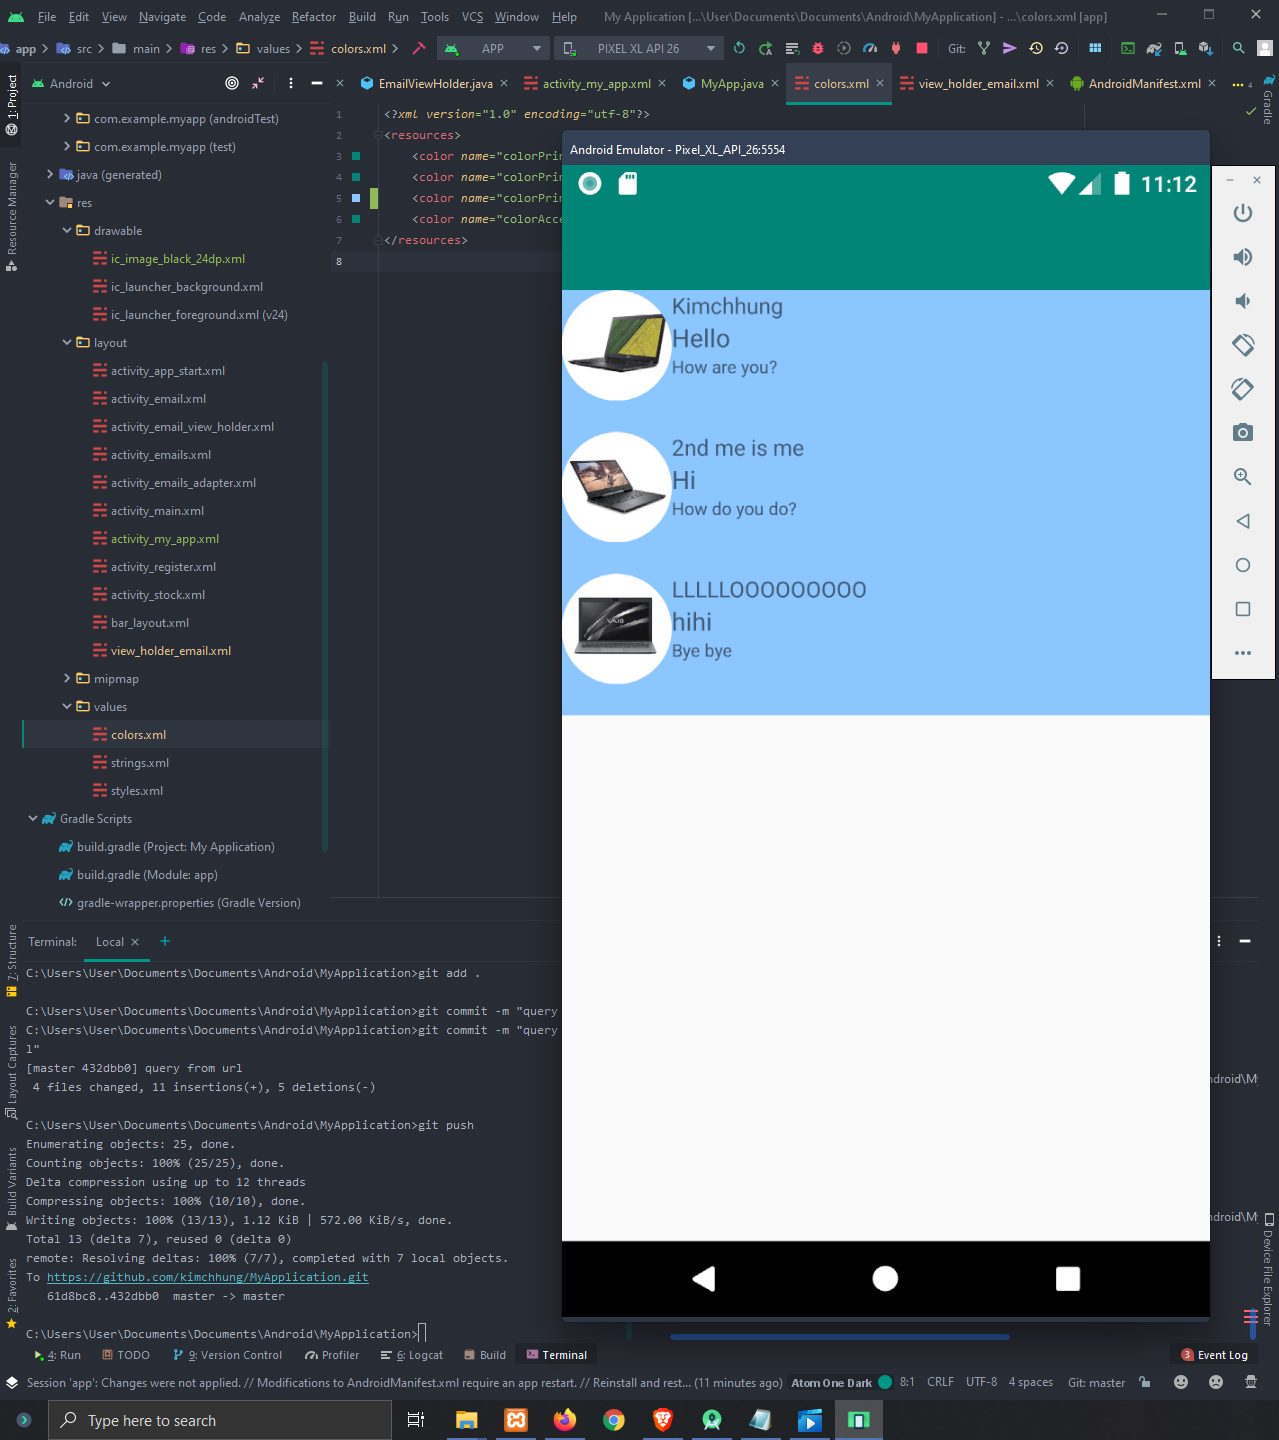 File Edit View Navigate Code Analyze Refactor Build Run Tools VCS Window Help My Application [...\User\Documents\Documents\Android\MyApplication] - ...\colors.xml [app]
app src main res values colors.xml APP PIXEL XL API 26 Git:
Android EmailViewHolder.java activity_my_app.xml MyApp.java colors.xml view_holder_email.xml AndroidManifest.xml 4
1: Project
Resource Manager
7: Structure
Layout Captures
Build Variants
2: Favorites
Gradle
Device File Explorer
com.example.myapp (androidTest)
com.example.myapp (test)
java (generated)
res
drawable
ic_image_black_24dp.xml
ic_launcher_background.xml
ic_launcher_foreground.xml (v24)
layout
activity_app_start.xml
activity_email.xml
activity_email_view_holder.xml
activity_emails.xml
activity_emails_adapter.xml
activity_main.xml
activity_my_app.xml
activity_register.xml
activity_stock.xml
bar_layout.xml
view_holder_email.xml
mipmap
values
colors.xml
strings.xml
styles.xml
Gradle Scripts
build.gradle (Project: My Application)
build.gradle (Module: app)
gradle-wrapper.properties (Gradle Version)
1 <?xml version="1.0" encoding="utf-8"?>
2 <resources>
3 <color name="colorPri
4 <color name="colorPri
5 <color name="colorPri
6 <color name="colorAcce
7 </resources>
8
Android Emulator - Pixel_XL_API_26:5554
11:12
Kimchhung
Hello
How are you?
2nd me is me
Hi
How do you do?
VAIO
LLLLLOOOOOOOOO
hihi
Bye bye
Terminal: Local
C:\Users\User\Documents\Documents\Android\MyApplication>git add .
C:\Users\User\Documents\Documents\Android\MyApplication>git commit -m "query
C:\Users\User\Documents\Documents\Android\MyApplication>git commit -m "query
l"
[master 432dbb0] query from url
4 files changed, 11 insertions(+), 5 deletions(-)
C:\Users\User\Documents\Documents\Android\MyApplication>git push
Enumerating objects: 25, done.
Counting objects: 100% (25/25), done.
Delta compression using up to 12 threads
Compressing objects: 100% (10/10), done.
Writing objects: 100% (13/13), 1.12 KiB | 572.00 KiB/s, done.
Total 13 (delta 7), reused 0 (delta 0)
remote: Resolving deltas: 100% (7/7), completed with 7 local objects.
To https://github.com/kimchhung/MyApplication.git
61d8bc8..432dbb0 master -> master
C:\Users\User\Documents\Documents\Android\MyApplication>
ndroid\My
ndroid\My
4: Run TODO 9: Version Control Profiler 6: Logcat Build Terminal 3 Event Log
Session 'app': Changes were not applied. // Modifications to AndroidManifest.xml require an app restart. // Reinstall and rest... (11 minutes ago) Atom One Dark 8:1 CRLF UTF-8 4 spaces Git: master
Type here to search